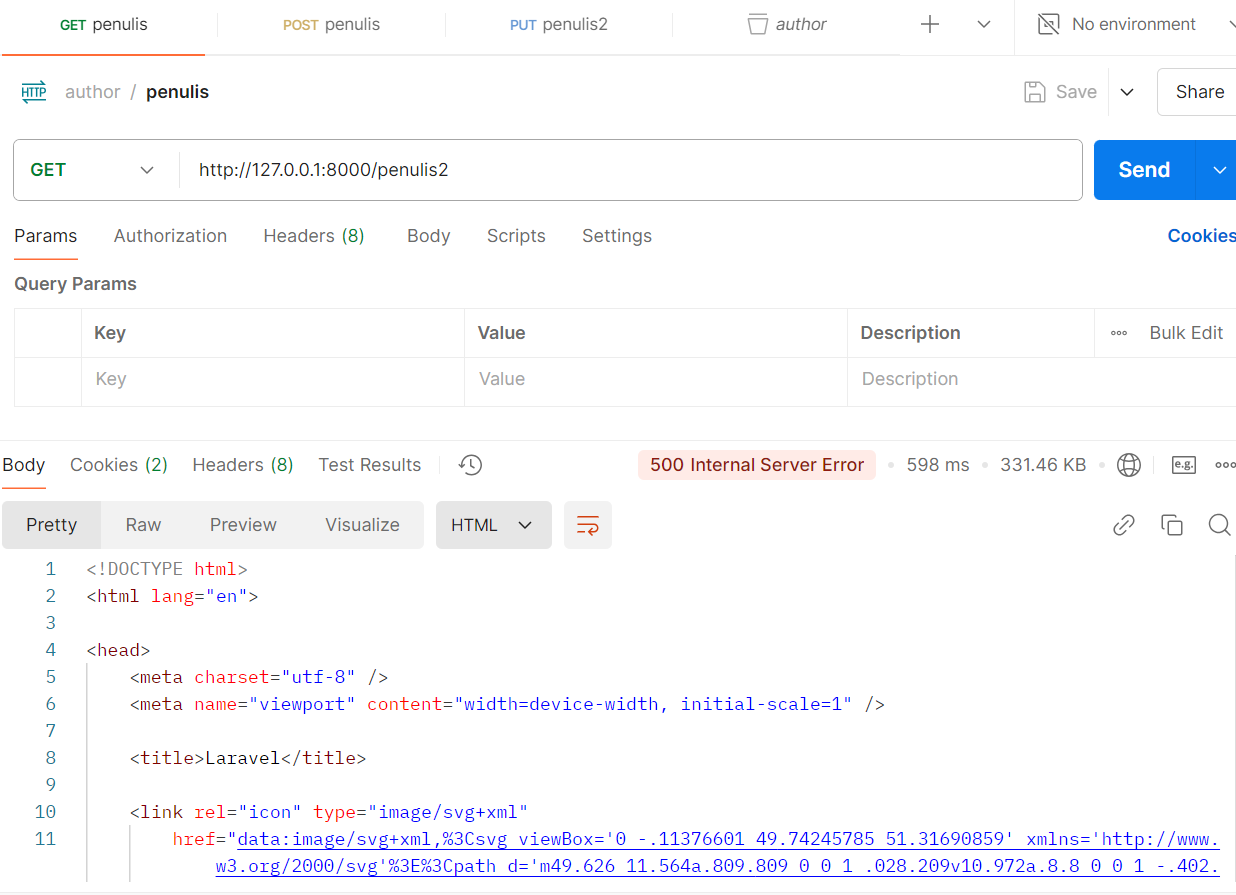 GET penulis POST penulis PUT penulis2 author No environment
HTTP author / penulis Save Share
GET http://127.0.0.1:8000/penulis2 Send
Params Authorization Headers (8) Body Scripts Settings Cookies
Query Params
Key Value Description Bulk Edit
Key Value Description
Body Cookies (2) Headers (8) Test Results 500 Internal Server Error 598 ms 331.46 KB e.g.
Pretty Raw Preview Visualize HTML
1 <!DOCTYPE html>
2 <html lang="en">
3
4 <head>
5 <meta charset="utf-8" />
6 <meta name="viewport" content="width=device-width, initial-scale=1" />
7
8 <title>Laravel</title>
9
10 <link rel="icon" type="image/svg+xml"
11 href="data:image/svg+xml,%3Csvg viewBox='0 -.11376601 49.74245785 51.31690859' xmlns='http://www.
w3.org/2000/svg'%3E%3Cpath d='m49.626 11.564a.809.809 0 0 1 .028.209v10.972a.8.8 0 0 1 -.402.